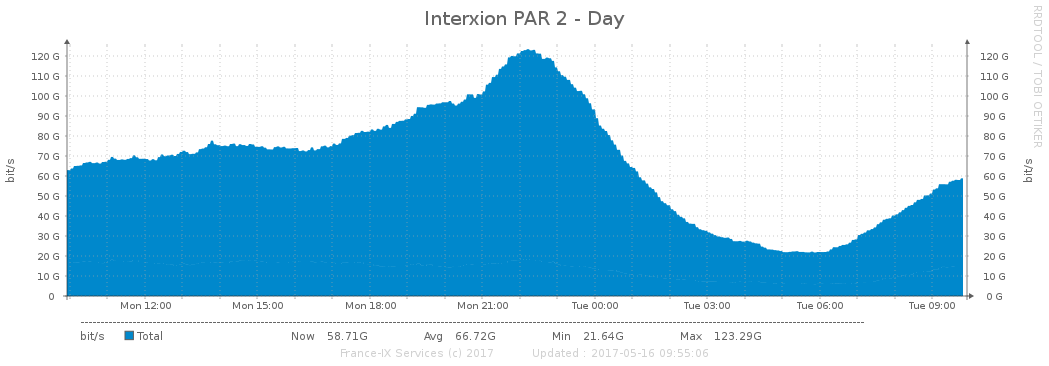 Interxion PAR 2 - Day
RRDTOOL / TOBI OETIKER
bit/s
120 G 120 G
110 G 110 G
100 G 100 G
90 G 90 G
80 G 80 G
70 G 70 G
60 G 60 G
50 G 50 G
40 G 40 G
30 G 30 G
20 G 20 G
10 G 10 G
0 0 G
bit/s
Mon 12:00 Mon 15:00 Mon 18:00 Mon 21:00 Tue 00:00 Tue 03:00 Tue 06:00 Tue 09:00
bit/s Total Now 58.71G Avg 66.72G Min 21.64G Max 123.29G
France-IX Services (c) 2017 Updated : 2017-05-16 09:55:06